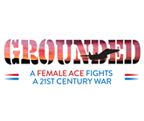 GROUNDED
A FEMALE ACE FIGHTS
A 21ST CENTURY WAR